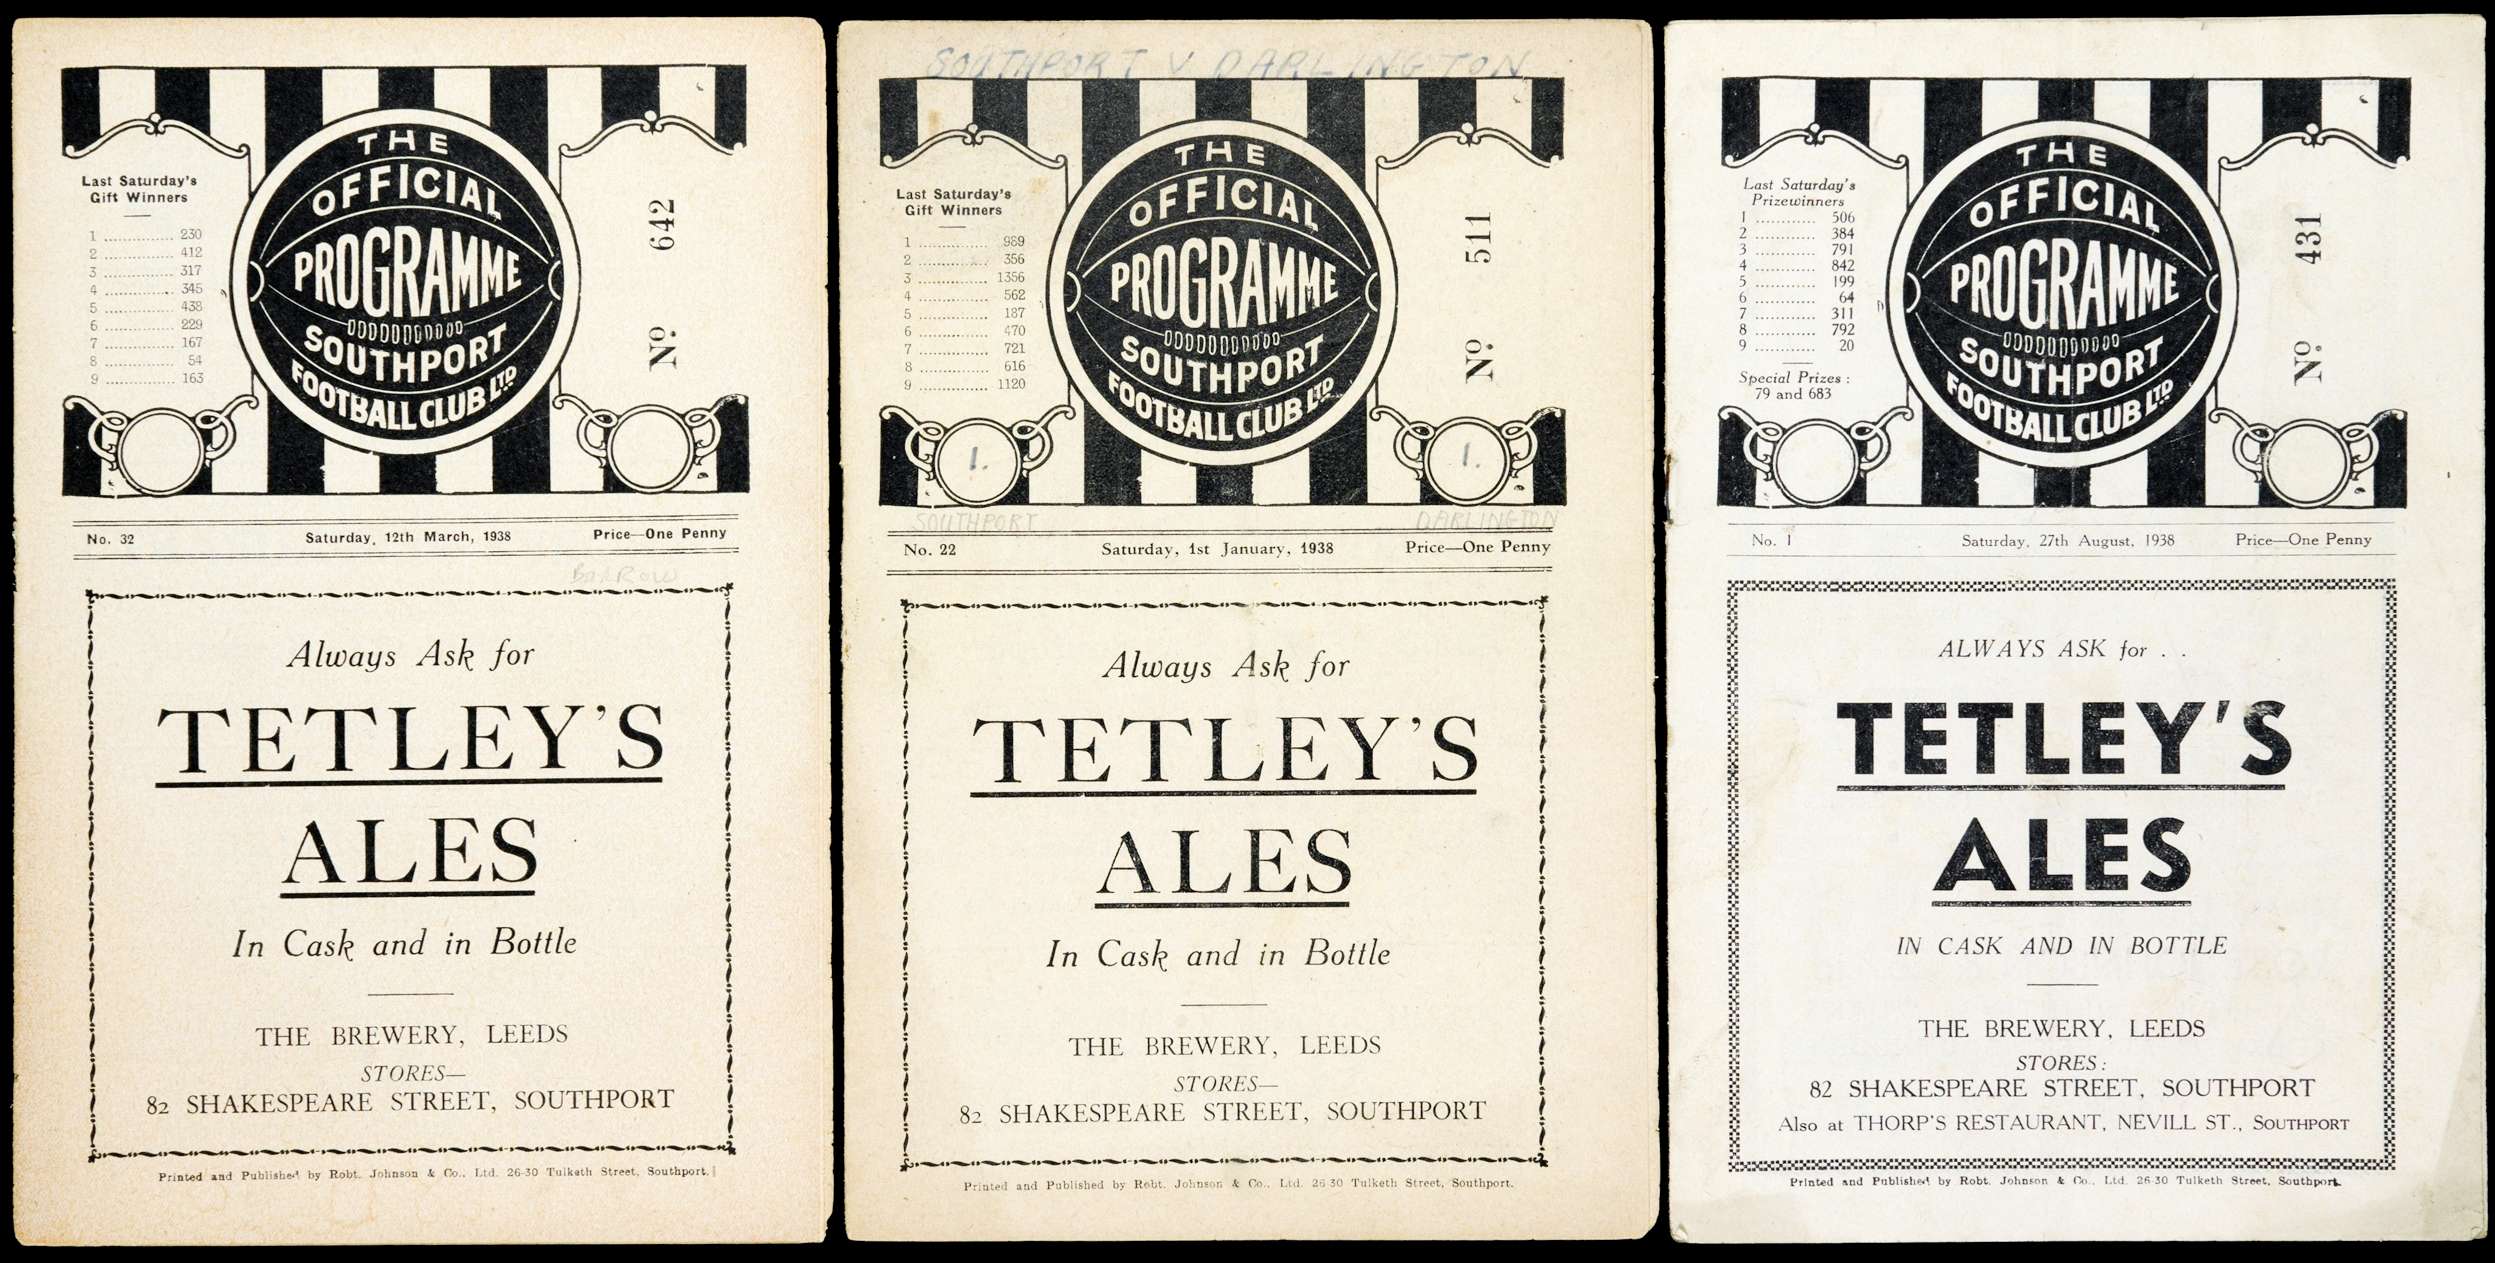 THE
OFFICIAL
PROGRAMME
SOUTHPORT
FOOTBALL CLUB LTD
Last Saturday's
Gift Winners
1 .............. 230
2 .............. 412
3 .............. 317
4 .............. 345
5 .............. 438
6 .............. 229
7 .............. 167
8 .............. 54
9 .............. 163
No. 642
No. 32 Saturday, 12th March, 1938 Price—One Penny
BARROW
Always Ask for
TETLEY'S
ALES
In Cask and in Bottle
THE BREWERY, LEEDS
STORES—
82 SHAKESPEARE STREET, SOUTHPORT
Printed and Published by Robt. Johnson & Co., Ltd. 26-30 Tulketh Street, Southport.
SOUTHPORT V DARLINGTON
THE
OFFICIAL
PROGRAMME
SOUTHPORT
FOOTBALL CLUB LTD
Last Saturday's
Gift Winners
1 .............. 989
2 .............. 356
3 .............. 1356
4 .............. 562
5 .............. 187
6 .............. 470
7 .............. 721
8 .............. 616
9 .............. 1120
No. 511
1. 1.
SOUTHPORT DARLINGTON
No. 22 Saturday, 1st January, 1938 Price—One Penny
Always Ask for
TETLEY'S
ALES
In Cask and in Bottle
THE BREWERY, LEEDS
STORES—
82 SHAKESPEARE STREET, SOUTHPORT
Printed and Published by Robt. Johnson & Co., Ltd. 26 30 Tulketh Street, Southport.
THE
OFFICIAL
PROGRAMME
SOUTHPORT
FOOTBALL CLUB LTD
Last Saturday's
Prizewinners
1 ............ 506
2 ............ 384
3 ............ 791
4 ............ 842
5 ............ 199
6 ............ 64
7 ............ 311
8 ............ 792
9 ............ 20
Special Prizes :
79 and 683
No. 431
No. 1 Saturday, 27th August, 1938 Price—One Penny
ALWAYS ASK for . .
TETLEY'S
ALES
IN CASK AND IN BOTTLE
THE BREWERY, LEEDS
STORES:
82 SHAKESPEARE STREET, SOUTHPORT
Also at THORP'S RESTAURANT, NEVILL ST., SOUTHPORT
Printed and Published by Robt. Johnson & Co., Ltd. 26-30 Tulketh Street, Southport.